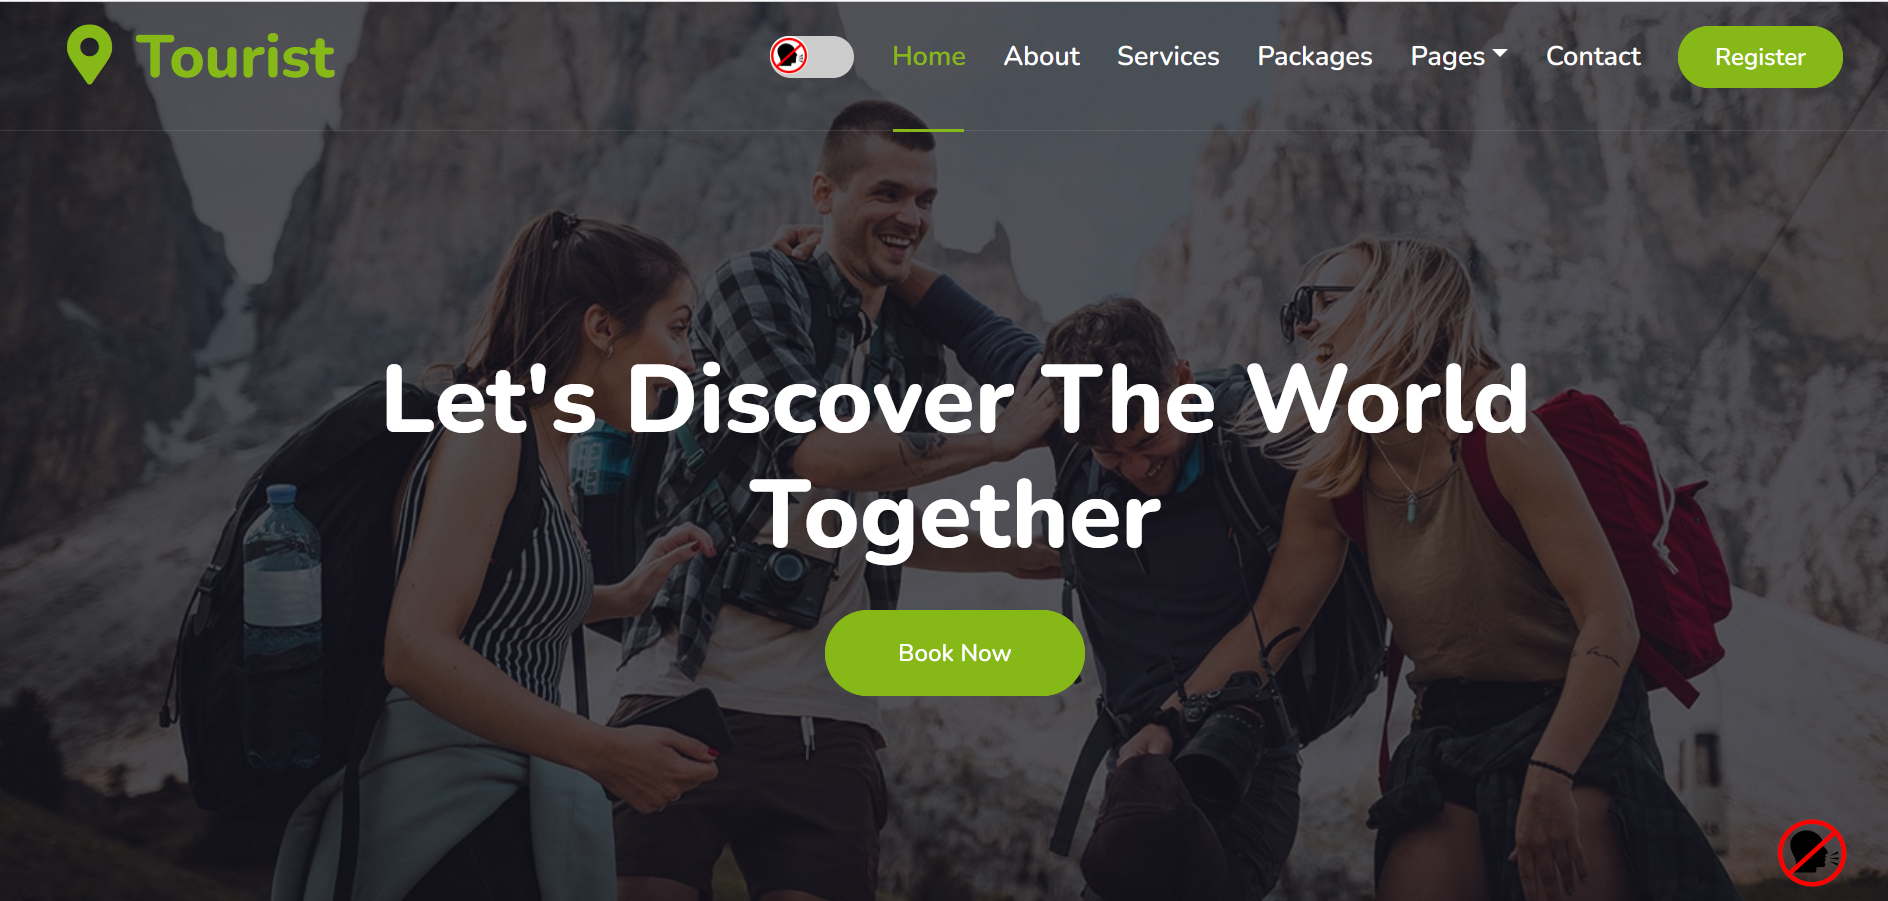 Tourist
Home About Services Packages Pages Contact Register
Let's Discover The World
Together
Book Now